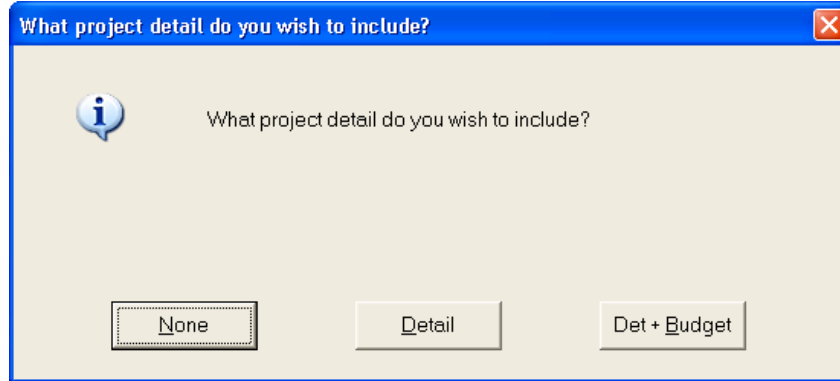 What project detail do you wish to include?
What project detail do you wish to include?
None
Detail
Det + Budget